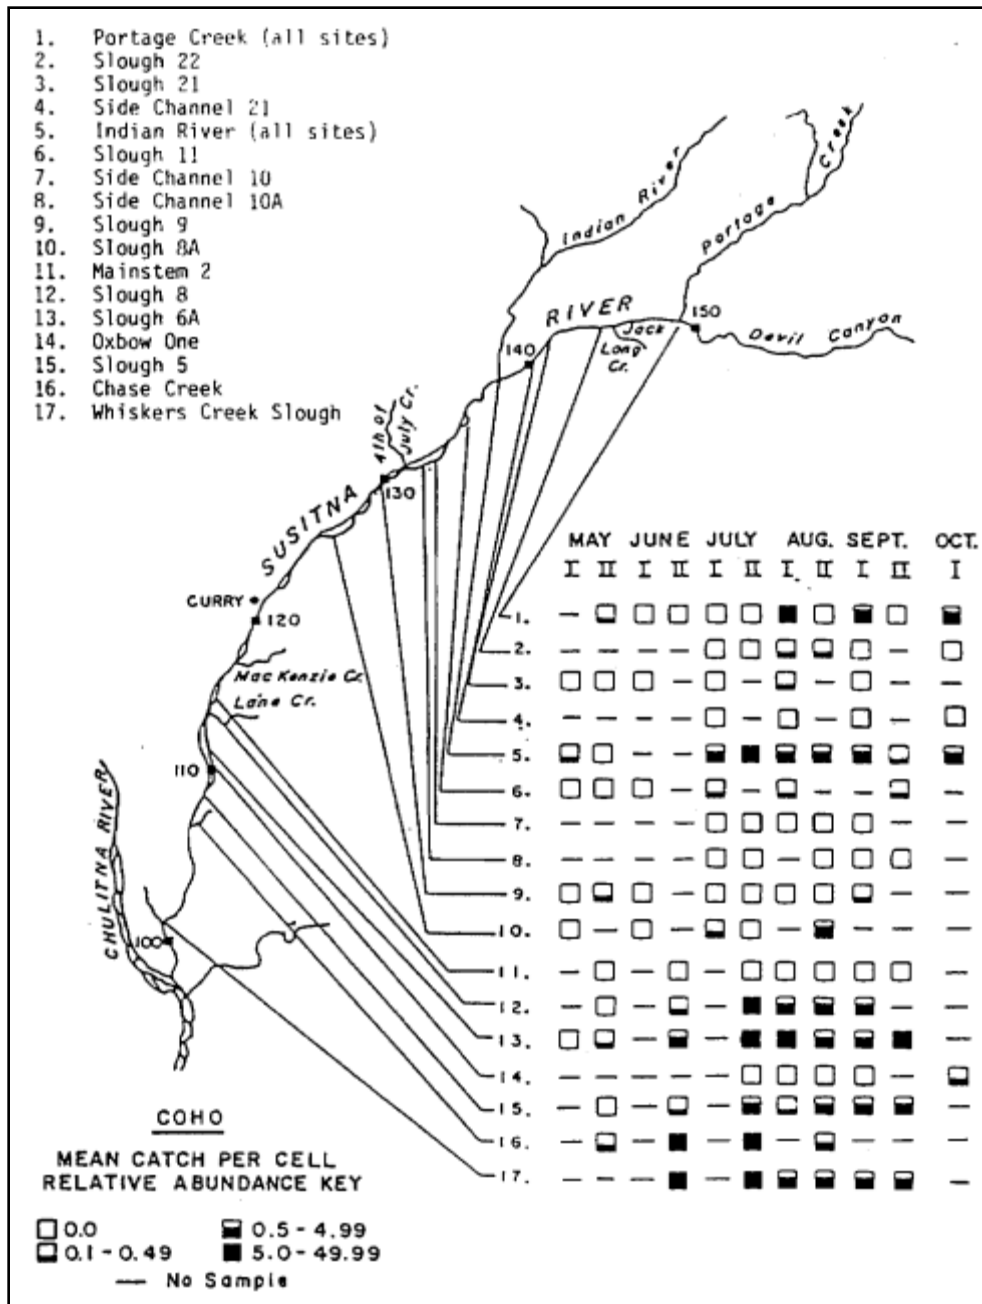 1. Portage Creek (all sites)
2. Slough 22
3. Slough 21
4. Side Channel 21
5. Indian River (all sites)
6. Slough 11
7. Side Channel 10
8. Side Channel 10A
9. Slough 9
10. Slough 8A
11. Mainstem 2
12. Slough 8
13. Slough 6A
14. Oxbow One
15. Slough 5
16. Chase Creek
17. Whiskers Creek Slough
Indian River
Portage Creek
RIVER
150
Jack
Long
Cr.
Devil Canyon
140
4th of
July Cr.
130
SUSITNA
CURRY
120
MacKenzie Cr.
Lane Cr.
110
CHULITNA RIVER
100
MAY JUNE JULY AUG. SEPT. OCT.
I II I II I II I II I II I
1.
2.
3.
4.
5.
6.
7.
8.
9.
10.
11.
12.
13.
14.
15.
16.
17.
COHO
MEAN CATCH PER CELL
RELATIVE ABUNDANCE KEY
0.0 0.5 - 4.99
0.1 - 0.49 5.0 - 49.99
— No Sample